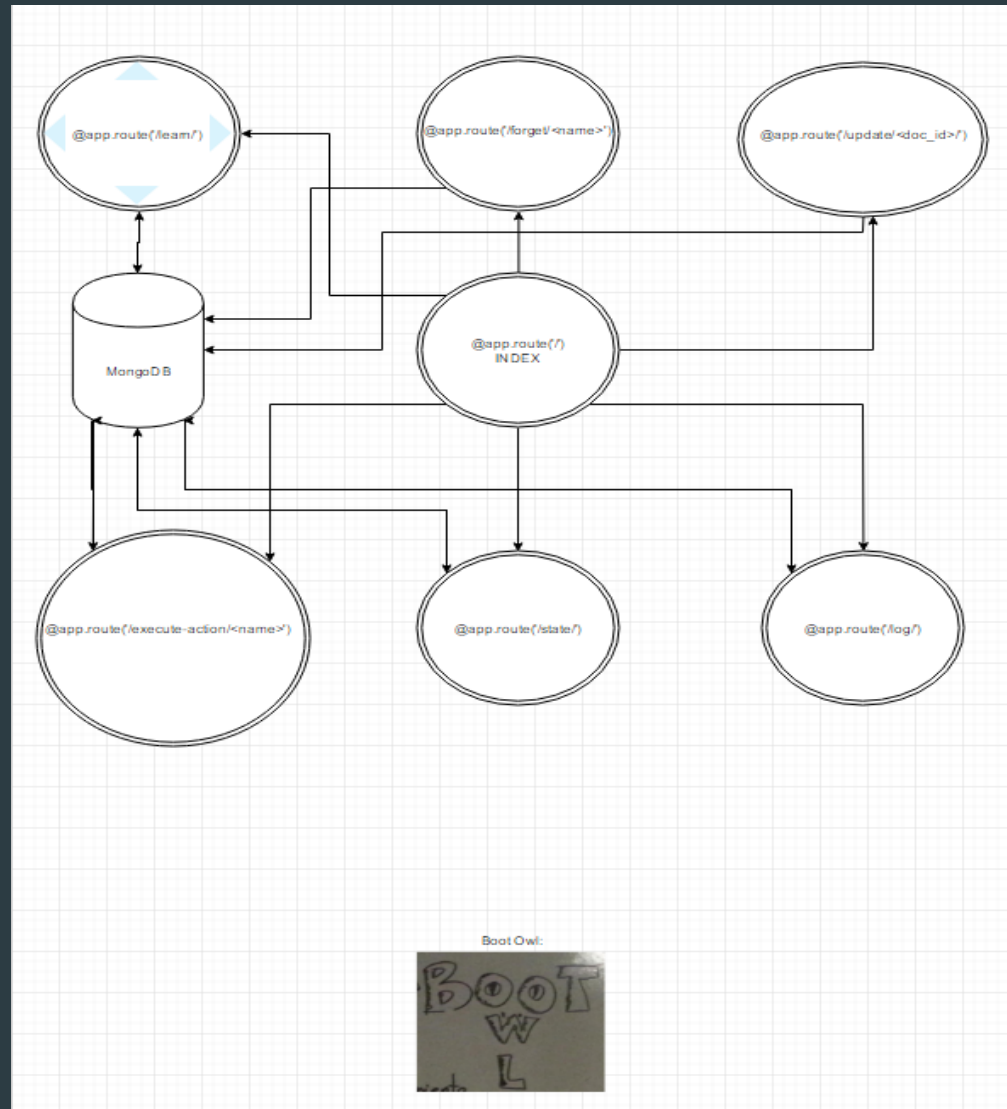 @app.route('/learn/')
@app.route('/forget/<name>')
@app.route('/update/<doc_id>/')
MongoDB
@app.route('/')
INDEX
@app.route('/execute-action/<name>')
@app.route('/state/')
@app.route('/log/')
Boot Owl:
BOOT
W
L